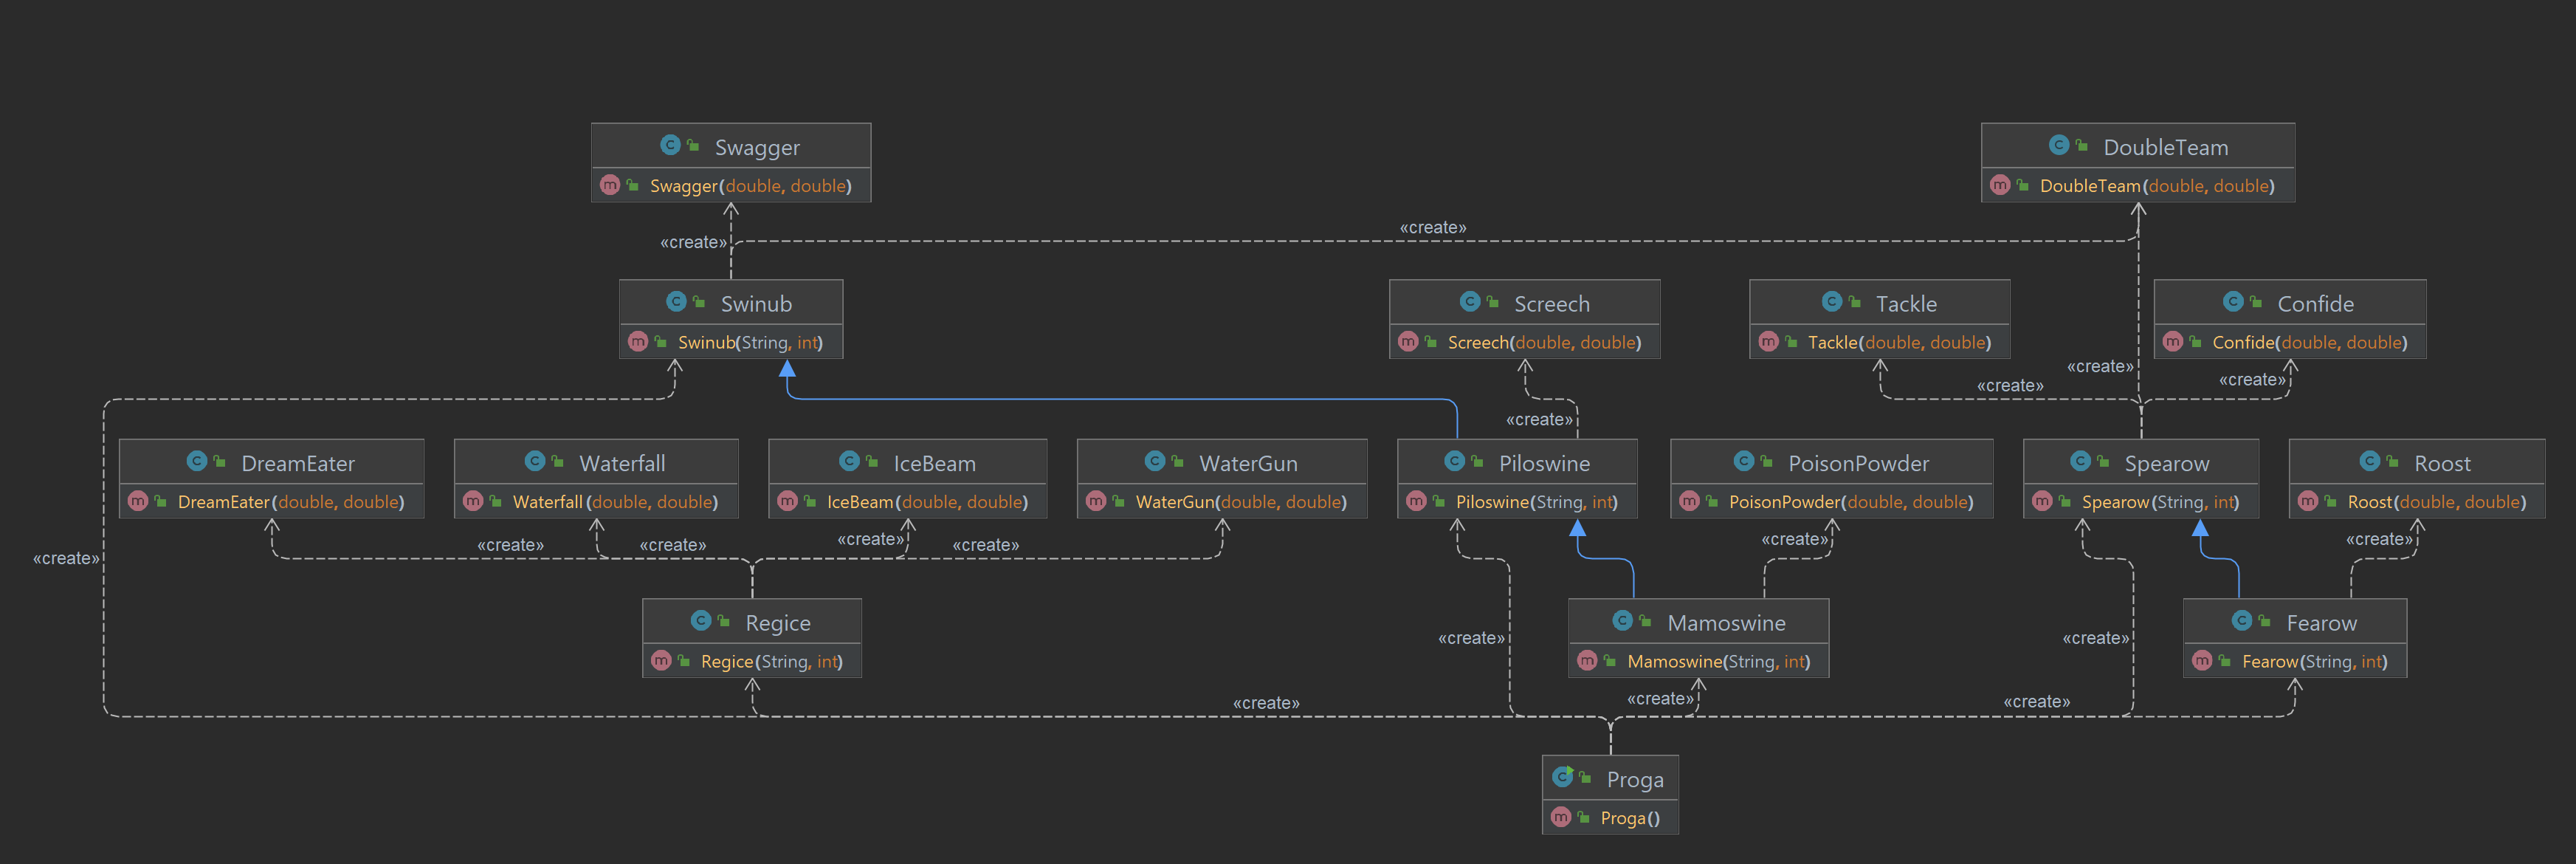 Swagger
Swagger(double, double)
DoubleTeam
DoubleTeam(double, double)
«create»
«create»
Swinub
Swinub(String, int)
Screech
Screech(double, double)
Tackle
Tackle(double, double)
Confide
Confide(double, double)
«create»
«create»
«create»
«create»
DreamEater
DreamEater(double, double)
Waterfall
Waterfall(double, double)
IceBeam
IceBeam(double, double)
WaterGun
WaterGun(double, double)
Piloswine
Piloswine(String, int)
PoisonPowder
PoisonPowder(double, double)
Spearow
Spearow(String, int)
Roost
Roost(double, double)
«create»
«create»
«create»
«create»
«create»
«create»
«create»
Regice
Regice(String, int)
Mamoswine
Mamoswine(String, int)
Fearow
Fearow(String, int)
«create»
«create»
«create»
«create»
«create»
Proga
Proga()